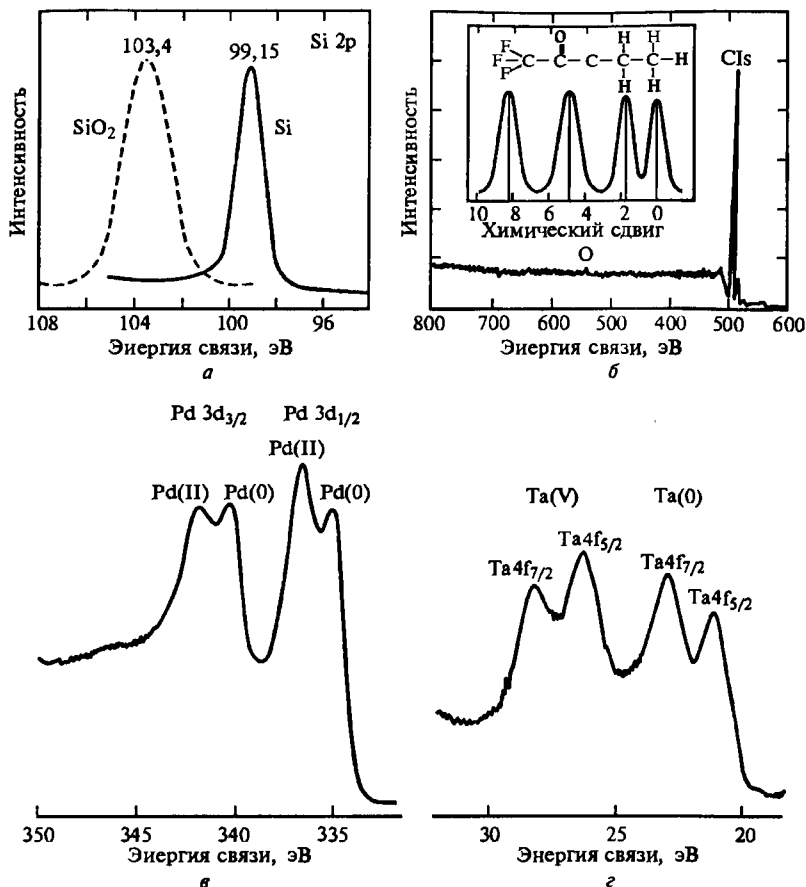 103,4
99,15
Si 2p
SiO2
Si
Интенсивность
108 104 100 96
Эиергия связи, эВ
а
O H H
F
F C C C C C H
F
H H
CIs
Интенсивность
10 8 6 4 2 0
Химический сдвиг
O
800 700 600 500 600
Эиергия связи, эВ
б
Pd 3d3/2 Pd 3d1/2
Pd(II)
Pd(II) Pd(0) Pd(0)
350 345 340 335
Эиергия связи, эВ
в
Ta(V) Ta(0)
Ta4f7/2 Ta4f5/2 Ta4f7/2 Ta4f5/2
30 25 20
Энергия связи, эВ
г